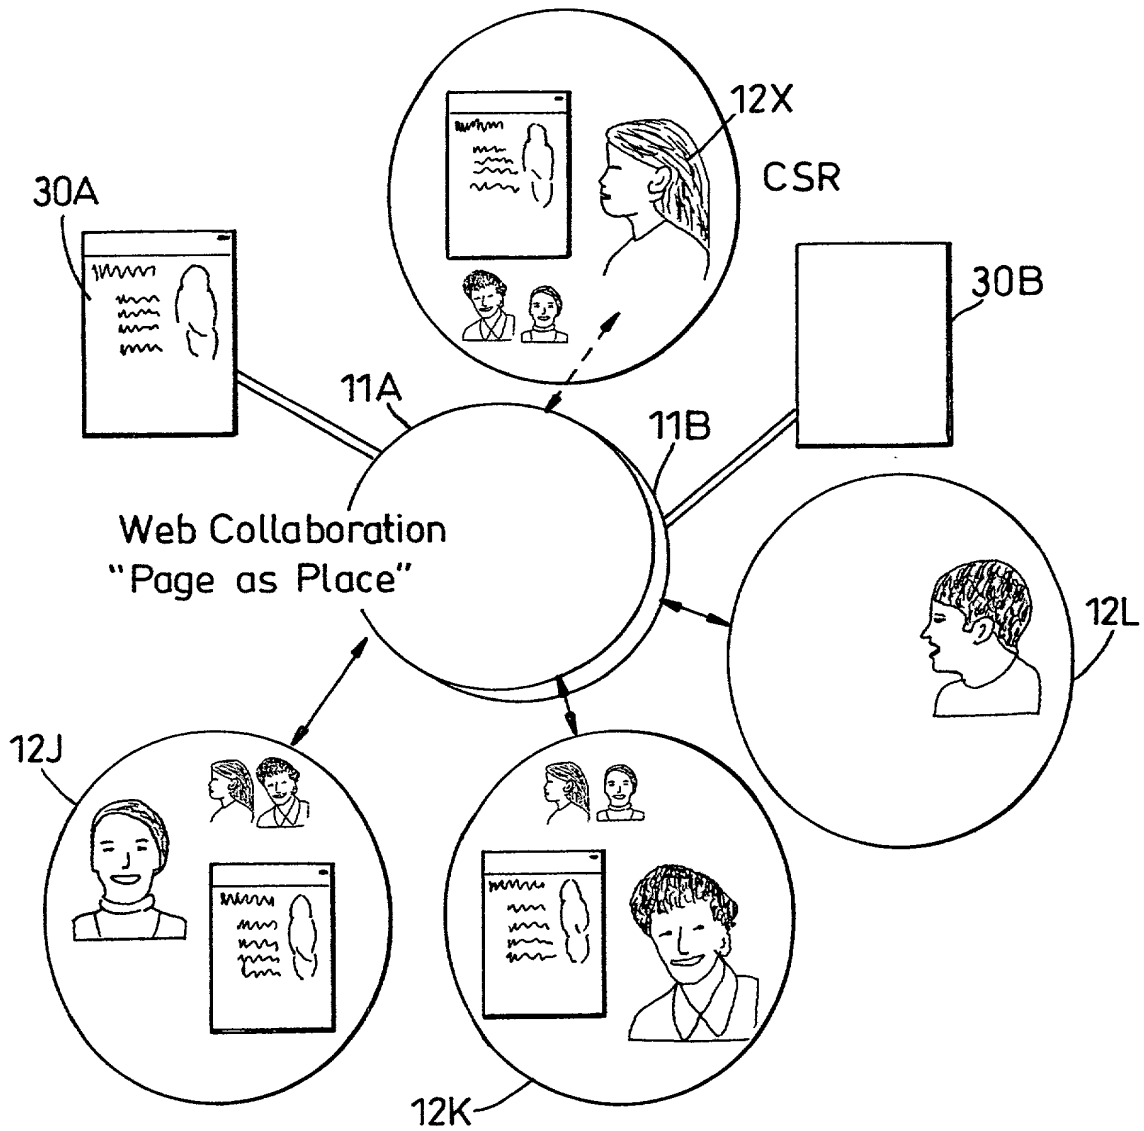 12X
CSR
30A
30B
11A
11B
Web Collaboration
"Page as Place"
12L
12J
12K